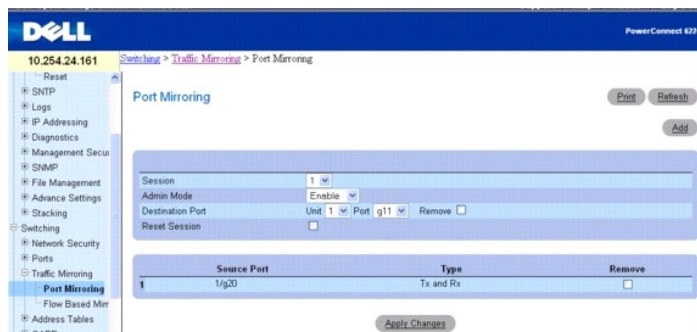 DELL
PowerConnect 622
10.254.24.161
Switching > Traffic Mirroring > Port Mirroring
Reset
SNTP
Logs
IP Addressing
Diagnostics
Management Secu
SNMP
File Management
Advance Settings
Stacking
Switching
Network Security
Ports
Traffic Mirroring
Port Mirroring
Flow Based Mirr
Address Tables
Port Mirroring
Print Refresh
Add
Session 1
Admin Mode Enable
Destination Port Unit 1 Port g11 Remove
Reset Session
Source Port Type Remove
1 1/g20 Tx and Rx
Apply Changes